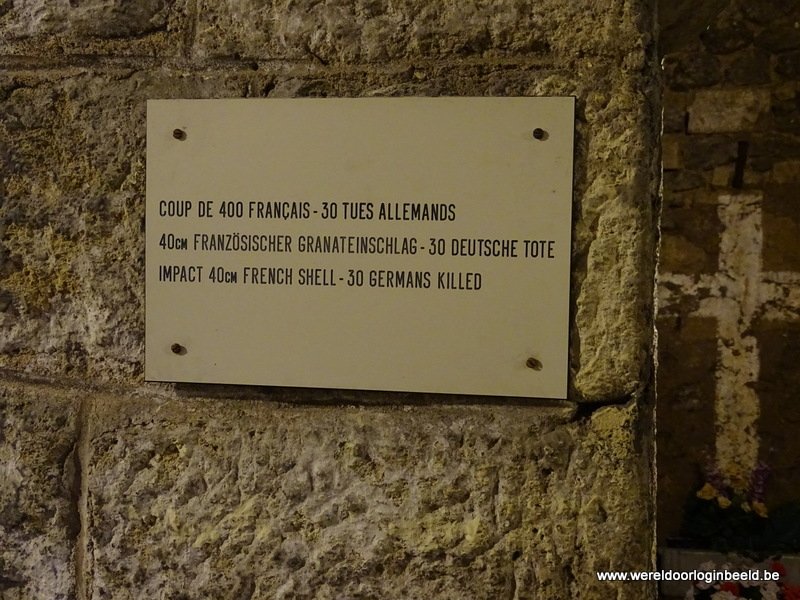 COUP DE 400 FRANÇAIS - 30 TUES ALLEMANDS
40CM FRANZÖSISCHER GRANATEINSCHLAG - 30 DEUTSCHE TOTE
IMPACT 40CM FRENCH SHELL - 30 GERMANS KILLED
www.wereldoorloginbeeld.be